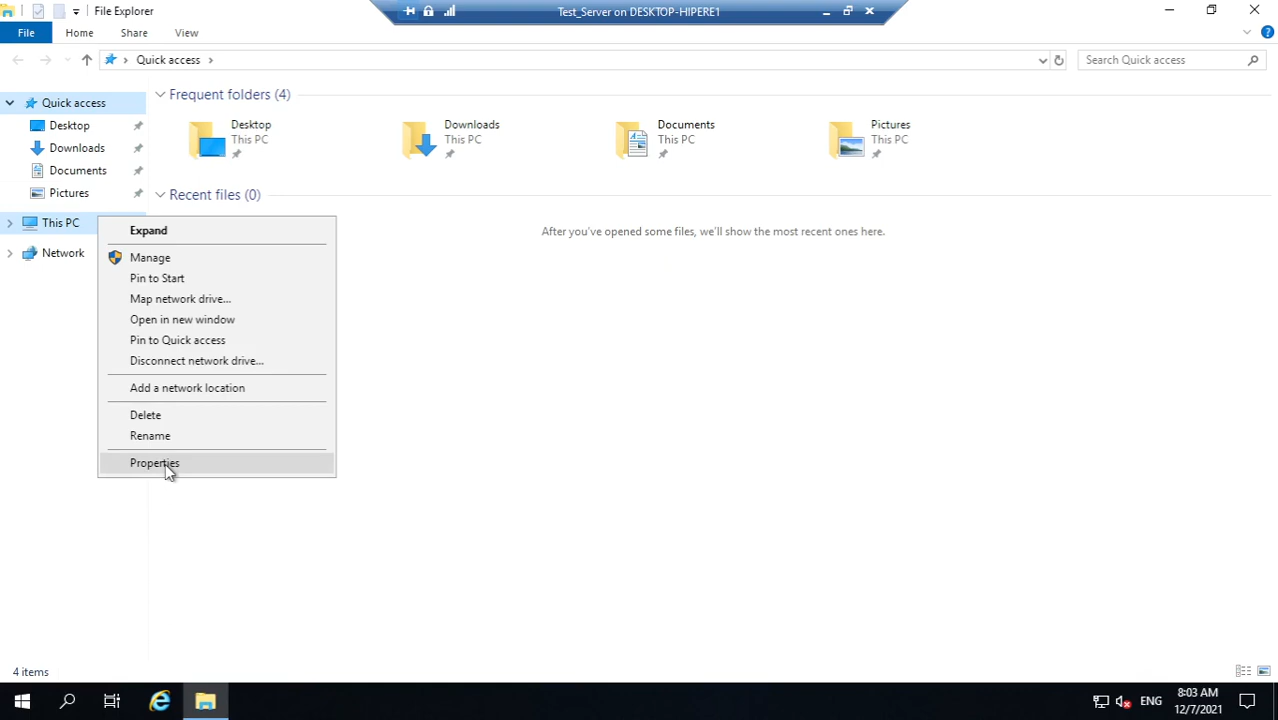 File Explorer
Test_Server on DESKTOP-HIPERE1
File Home Share View
Quick access
Search Quick access
Quick access
Desktop
Downloads
Documents
Pictures
This PC
Network
Frequent folders (4)
Desktop
This PC
Downloads
This PC
Documents
This PC
Pictures
This PC
Recent files (0)
After you've opened some files, we'll show the most recent ones here.
Expand
Manage
Pin to Start
Map network drive...
Open in new window
Pin to Quick access
Disconnect network drive...
Add a network location
Delete
Rename
Properties
4 items
ENG
8:03 AM
12/7/2021